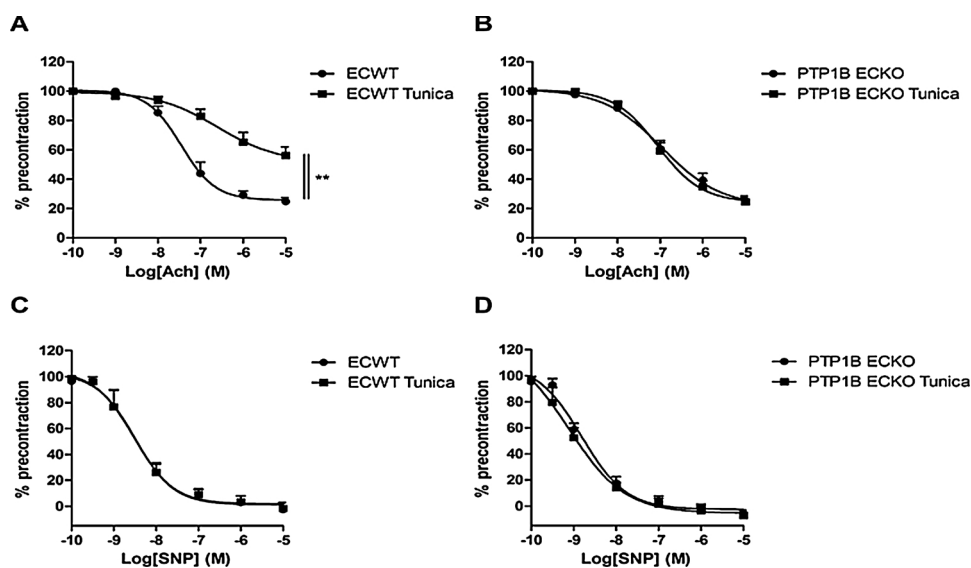 A
120
100
80
60
40
20
0
% precontraction
-10 -9 -8 -7 -6 -5
Log[Ach] (M)
ECWT
ECWT Tunica
**
B
120
100
80
60
40
20
0
% precontraction
-10 -9 -8 -7 -6 -5
Log[Ach] (M)
PTP1B ECKO
PTP1B ECKO Tunica
C
120
100
80
60
40
20
0
% precontraction
-10 -9 -8 -7 -6 -5
Log[SNP] (M)
ECWT
ECWT Tunica
D
120
100
80
60
40
20
0
% precontraction
-10 -9 -8 -7 -6 -5
Log[SNP] (M)
PTP1B ECKO
PTP1B ECKO Tunica